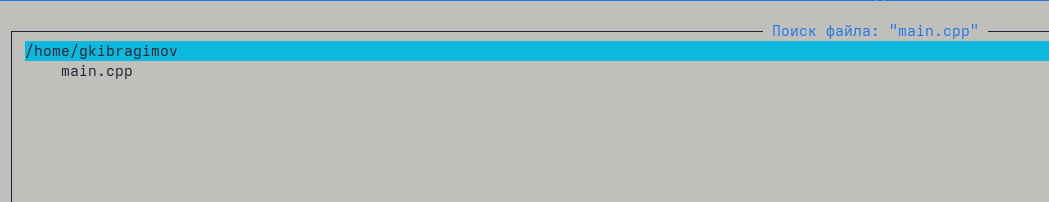 Поиск файла: "main.cpp"
/home/gkibragimov
main.cpp